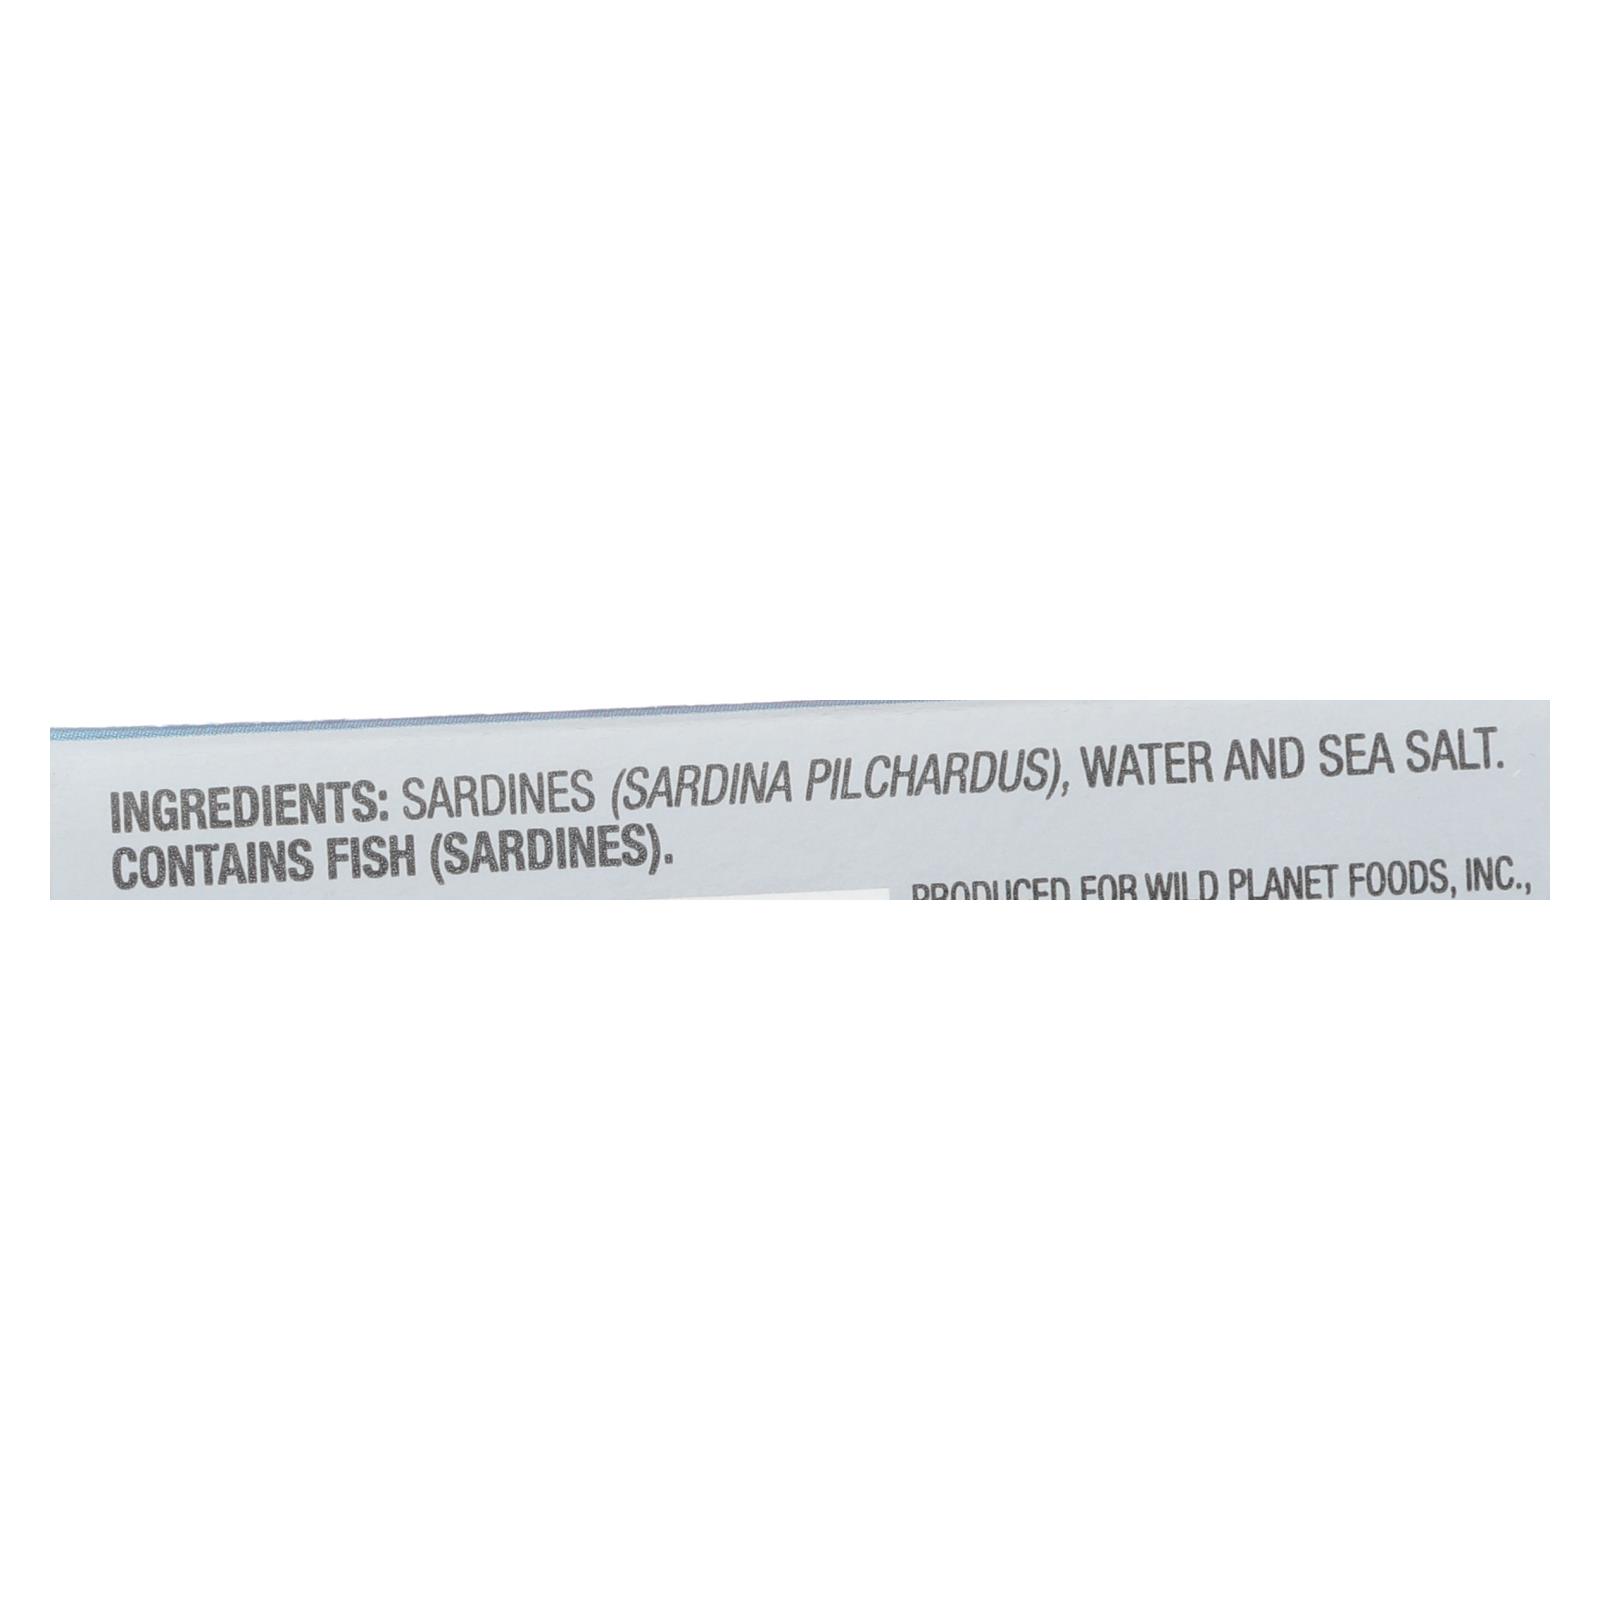 INGREDIENTS: SARDINES (SARDINA PILCHARDUS), WATER AND SEA SALT.
CONTAINS FISH (SARDINES).
PRODUCED FOR WILD PLANET FOODS, INC.,